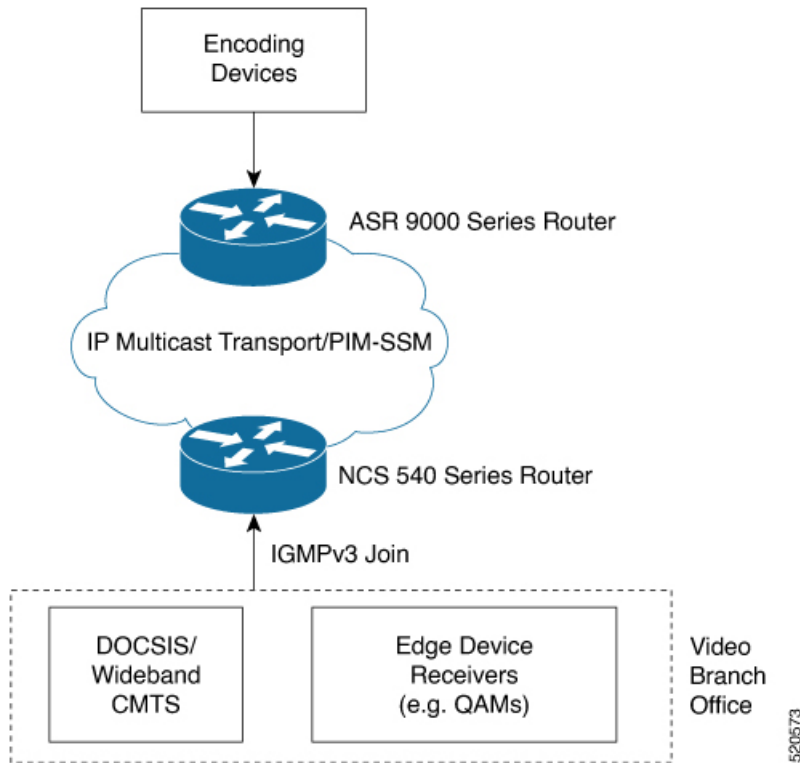 Encoding
Devices
ASR 9000 Series Router
IP Multicast Transport/PIM-SSM
NCS 540 Series Router
IGMPv3 Join
DOCSIS/
Wideband
CMTS
Edge Device
Receivers
(e.g. QAMs)
Video
Branch
Office
520573